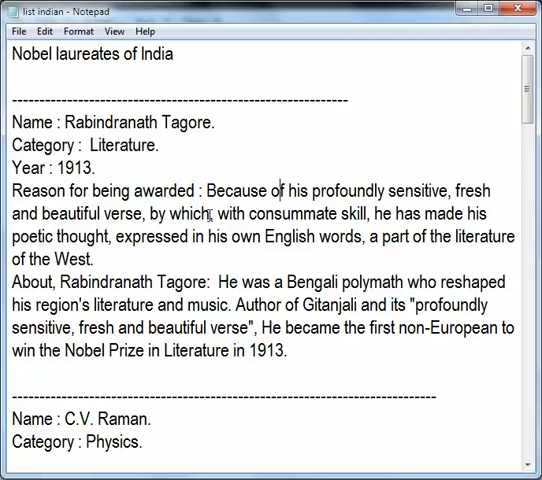 list indian - Notepad
File Edit Format View Help
Nobel laureates of India
--------------------------------------------------------------
Name : Rabindranath Tagore.
Category :  Literature.
Year : 1913.
Reason for being awarded : Because of his profoundly sensitive, fresh
and beautiful verse, by which, with consummate skill, he has made his
poetic thought, expressed in his own English words, a part of the literature
of the West.
About, Rabindranath Tagore:  He was a Bengali polymath who reshaped
his region's literature and music. Author of Gitanjali and its "profoundly
sensitive, fresh and beautiful verse", He became the first non-European to
win the Nobel Prize in Literature in 1913.
-------------------------------------------------------------------------------
Name : C.V. Raman.
Category : Physics.